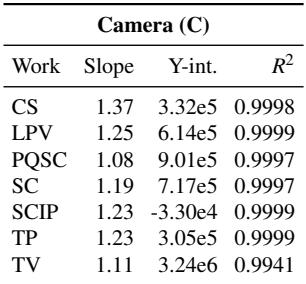 Camera (C)
Work Slope Y-int. R²
CS 1.37 3.32e5 0.9998
LPV 1.25 6.14e5 0.9999
PQSC 1.08 9.01e5 0.9997
SC 1.19 7.17e5 0.9997
SCIP 1.23 -3.30e4 0.9999
TP 1.23 3.05e5 0.9999
TV 1.11 3.24e6 0.9941